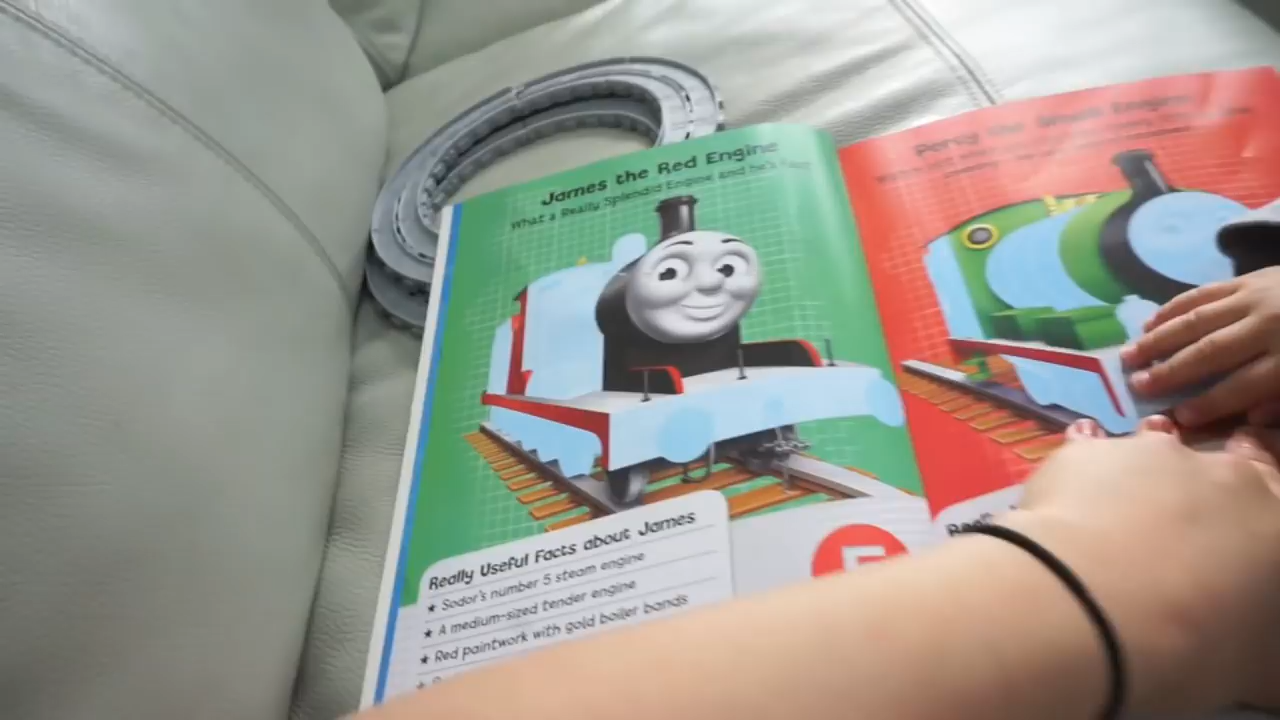 James the Red Engine
What a Really Splendid Engine and he's fast
Percy the Small Engine
Really Useful Facts about James
★ Sodor's number 5 steam engine
★ A medium-sized tender engine
★ Red paintwork with gold boiler bands
5